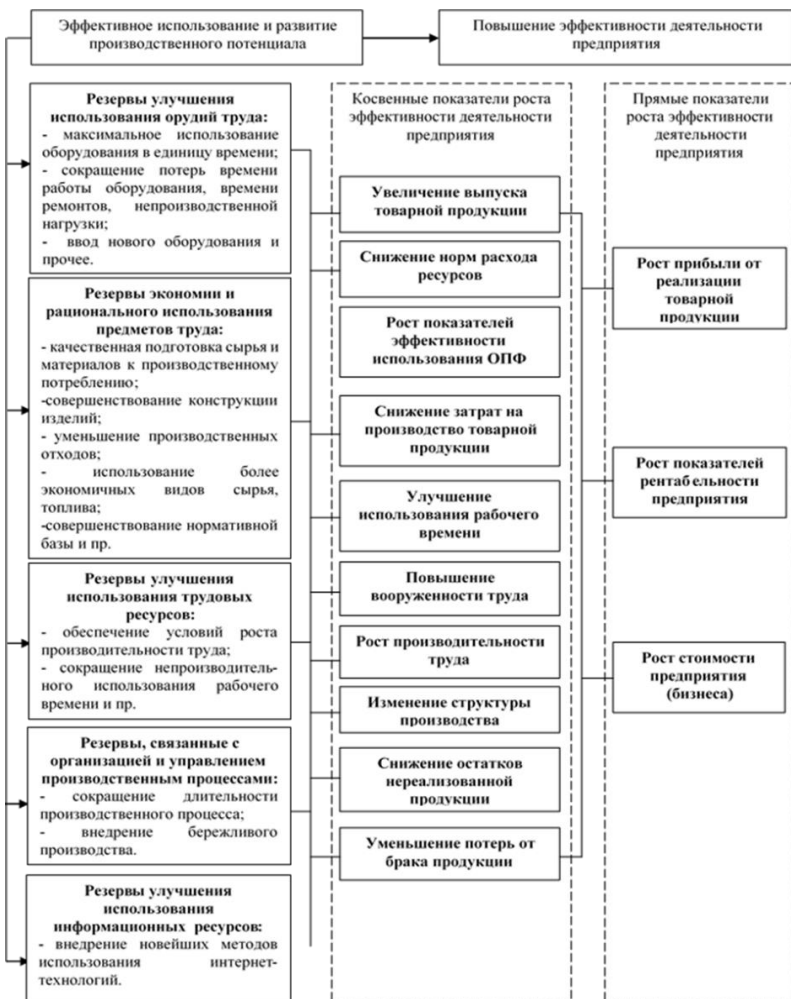 Эффективное использование и развитие
производственного потенциала
Повышение эффективности деятельности
предприятия
Резервы улучшения
использования орудий труда:
- максимальное использование
оборудования в единицу времени;
- сокращение потерь времени
работы оборудования, времени
ремонтов, непроизводственной
нагрузки;
- ввод нового оборудования и
прочее.
Резервы экономии и
рационального использования
предметов труда:
- качественная подготовка сырья и
материалов к производственному
потреблению;
-совершенствование конструкции
изделий;
- уменьшение производственных
отходов;
- использование более
экономичных видов сырья,
топлива;
-совершенствование нормативной
базы и пр.
Резервы улучшения
использования трудовых
ресурсов:
- обеспечение условий роста
производительности труда;
- сокращение непроизводитель-
ного использования рабочего
времени и пр.
Резервы, связанные с
организацией и управлением
производственным процессами:
- сокращение длительности
производственного процесса;
- внедрение бережливого
производства.
Резервы улучшения
использования
информационных ресурсов:
- внедрение новейших методов
использования интернет-
технологий.
Косвенные показатели роста
эффективности деятельности
предприятия
Увеличение выпуска
товарной продукции
Снижение норм расхода
ресурсов
Рост показателей
эффективности
использования ОПФ
Снижение затрат на
производство товарной
продукции
Улучшение
использования рабочего
времени
Повышение
вооруженности труда
Рост производительности
труда
Изменение структуры
производства
Снижение остатков
нереализованной
продукции
Уменьшение потерь от
брака продукции
Прямые показатели
роста эффективности
деятельности
предприятия
Рост прибыли от
реализации
товарной
продукции
Рост показателей
рентабельности
предприятия
Рост стоимости
предприятия
(бизнеса)